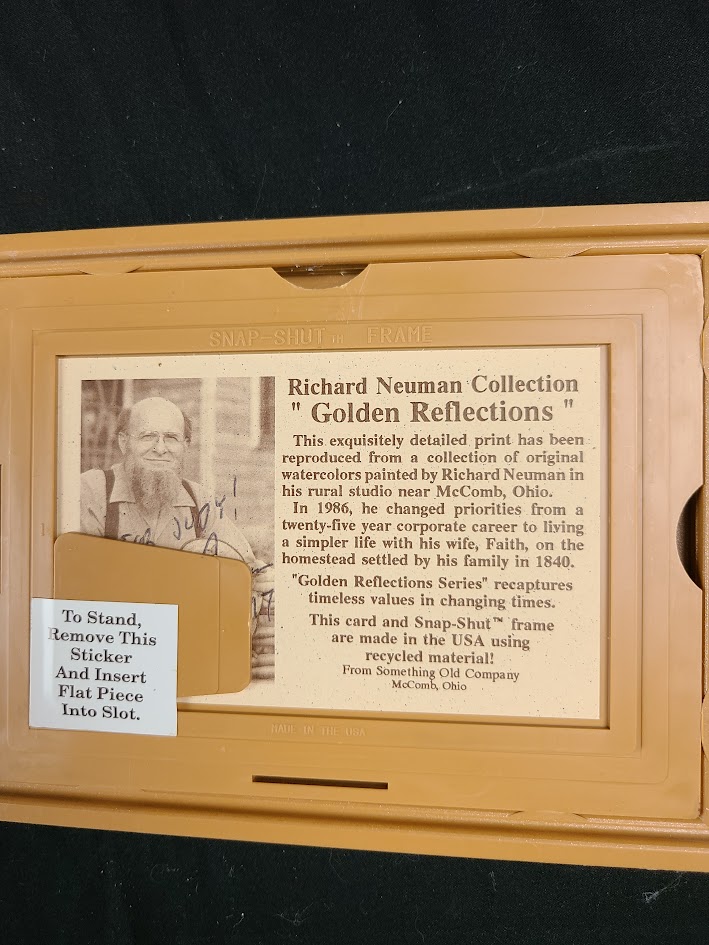 SNAP-SHUT TM FRAME
Richard Neuman Collection
" Golden Reflections "
This exquisitely detailed print has been
reproduced from a collection of original
watercolors painted by Richard Neuman in
his rural studio near McComb, Ohio.
In 1986, he changed priorities from a
twenty-five year corporate career to living
a simpler life with his wife, Faith, on the
homestead settled by his family in 1840.
"Golden Reflections Series" recaptures
timeless values in changing times.
This card and Snap-Shut™ frame
are made in the USA using
recycled material!
From Something Old Company
McComb, Ohio
FOR JUDY!
To Stand,
Remove This
Sticker
And Insert
Flat Piece
Into Slot.
MADE IN THE USA